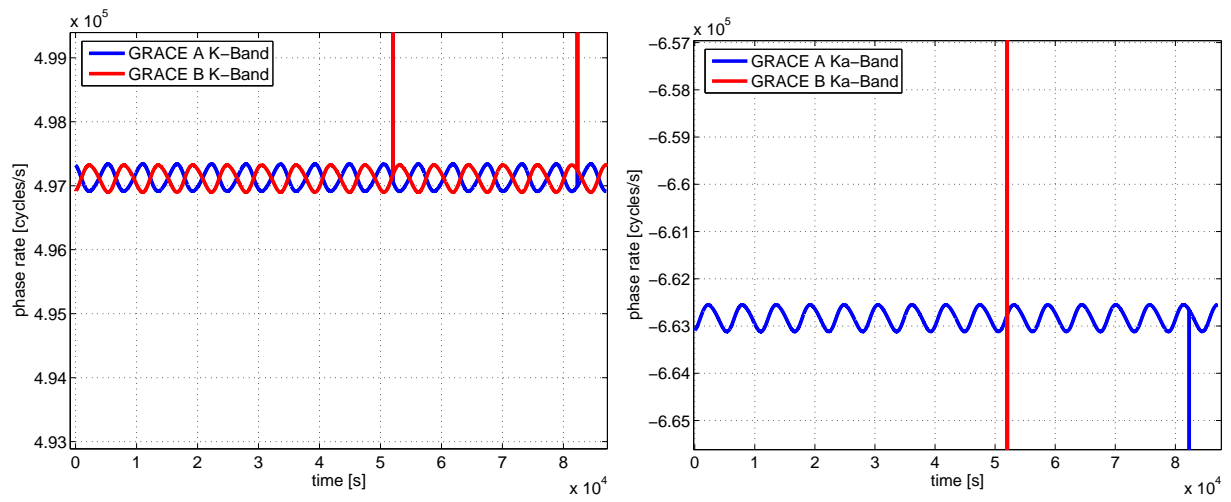 x 10^5
GRACE A K-Band
GRACE B K-Band
4.99
4.98
4.97
4.96
4.95
4.94
4.93
phase rate [cycles/s]
0 1 2 3 4 5 6 7 8
time [s]
x 10^4
x 10^5
GRACE A Ka-Band
GRACE B Ka-Band
−6.57
−6.58
−6.59
−6.6
−6.61
−6.62
−6.63
−6.64
−6.65
phase rate [cycles/s]
0 1 2 3 4 5 6 7 8
time [s]
x 10^4